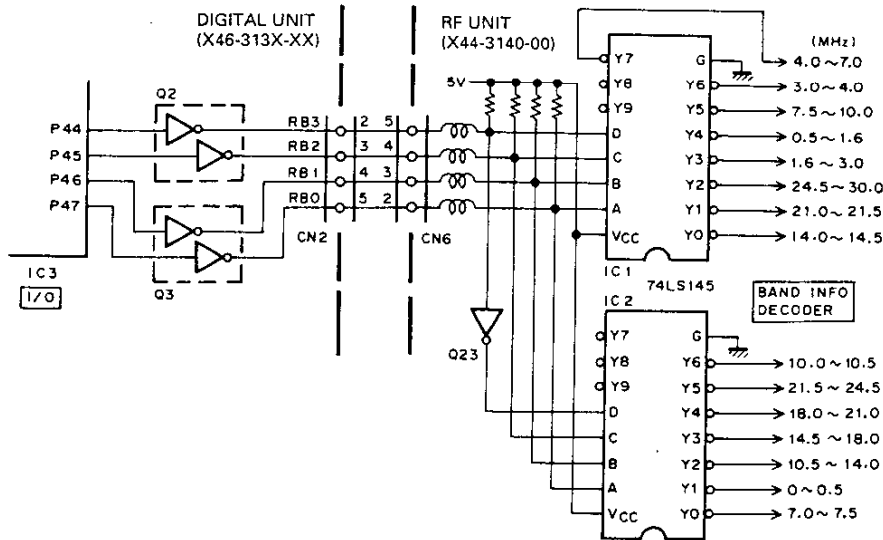 DIGITAL UNIT
(X46-313X-XX)
RF UNIT
(X44-3140-00)
P44
P45
P46
P47
IC3
I/O
Q2
Q3
RB3
RB2
RB1
RB0
CN2
2 5
3 4
4 3
5 2
CN6
5V
Q23
Y7
Y8
Y9
D
C
B
A
VCC
G
Y6
Y5
Y4
Y3
Y2
Y1
Y0
IC1
74LS145
(MHz)
4.0~7.0
3.0~4.0
7.5~10.0
0.5~1.6
1.6~3.0
24.5~30.0
21.0~21.5
14.0~14.5
BAND INFO
DECODER
IC2
Y7
Y8
Y9
D
C
B
A
VCC
G
Y6
Y5
Y4
Y3
Y2
Y1
Y0
10.0~10.5
21.5~24.5
18.0~21.0
14.5~18.0
10.5~14.0
0~0.5
7.0~7.5